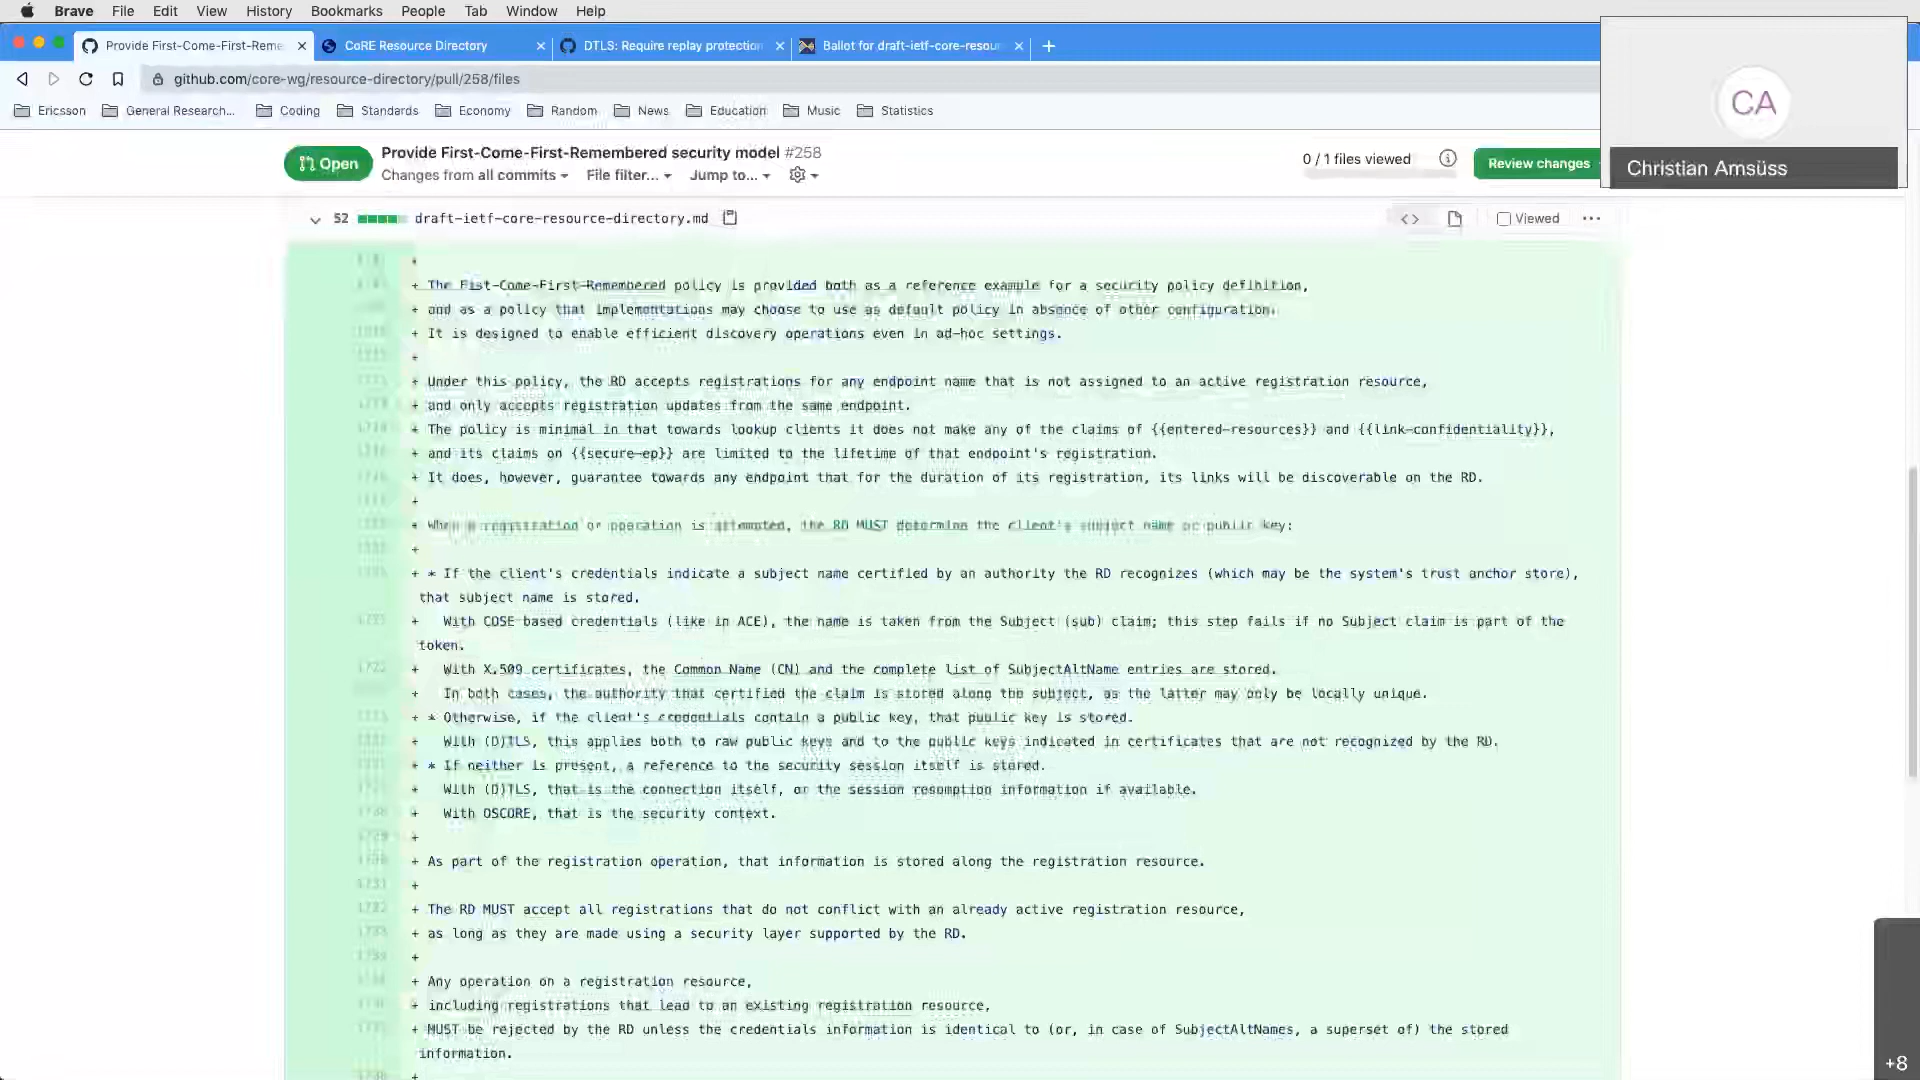 Brave File Edit View History Bookmarks People Tab Window Help
Provide First-Come-First-Reme CoRE Resource Directory DTLS: Require replay protection Ballot for draft-ietf-core-resou
github.com/core-wg/resource-directory/pull/258/files
Ericsson General Research... Coding Standards Economy Random News Education Music Statistics
CA
Christian Amsüss
Open Provide First-Come-First-Remembered security model #258
Changes from all commits File filter... Jump to...
0 / 1 files viewed Review changes
52 draft-ietf-core-resource-directory.md Viewed
+
+ The Fist-Come-First-Remembered policy is provided both as a reference example for a security policy definition,
+ and as a policy that implementations may choose to use as default policy in absence of other configuration.
+ It is designed to enable efficient discovery operations even in ad-hoc settings.
+
+ Under this policy, the RD accepts registrations for any endpoint name that is not assigned to an active registration resource,
+ and only accepts registration updates from the same endpoint.
+ The policy is minimal in that towards lookup clients it does not make any of the claims of {{entered-resources}} and {{link-confidentiality}},
+ and its claims on {{secure-ep}} are limited to the lifetime of that endpoint's registration.
+ It does, however, guarantee towards any endpoint that for the duration of its registration, its links will be discoverable on the RD.
+
+ When a registration or operation is attempted, the RD MUST determine the client's subject name or public key:
+
+ * If the client's credentials indicate a subject name certified by an authority the RD recognizes (which may be the system's trust anchor store),
that subject name is stored.
+ With COSE based credentials (like in ACE), the name is taken from the Subject (sub) claim; this step fails if no Subject claim is part of the
token.
+ With X.509 certificates, the Common Name (CN) and the complete list of SubjectAltName entries are stored.
+ In both cases, the authority that certified the claim is stored along the subject, as the latter may only be locally unique.
+ * Otherwise, if the client's credentials contain a public key, that public key is stored.
+ With (D)TLS, this applies both to raw public keys and to the public keys indicated in certificates that are not recognized by the RD.
+ * If neither is present, a reference to the security session itself is stored.
+ With (D)TLS, that is the connection itself, or the session resumption information if available.
+ With OSCORE, that is the security context.
+
+ As part of the registration operation, that information is stored along the registration resource.
+
+ The RD MUST accept all registrations that do not conflict with an already active registration resource,
+ as long as they are made using a security layer supported by the RD.
+
+ Any operation on a registration resource,
+ including registrations that lead to an existing registration resource,
+ MUST be rejected by the RD unless the credentials information is identical to (or, in case of SubjectAltNames, a superset of) the stored
information.
+
+8